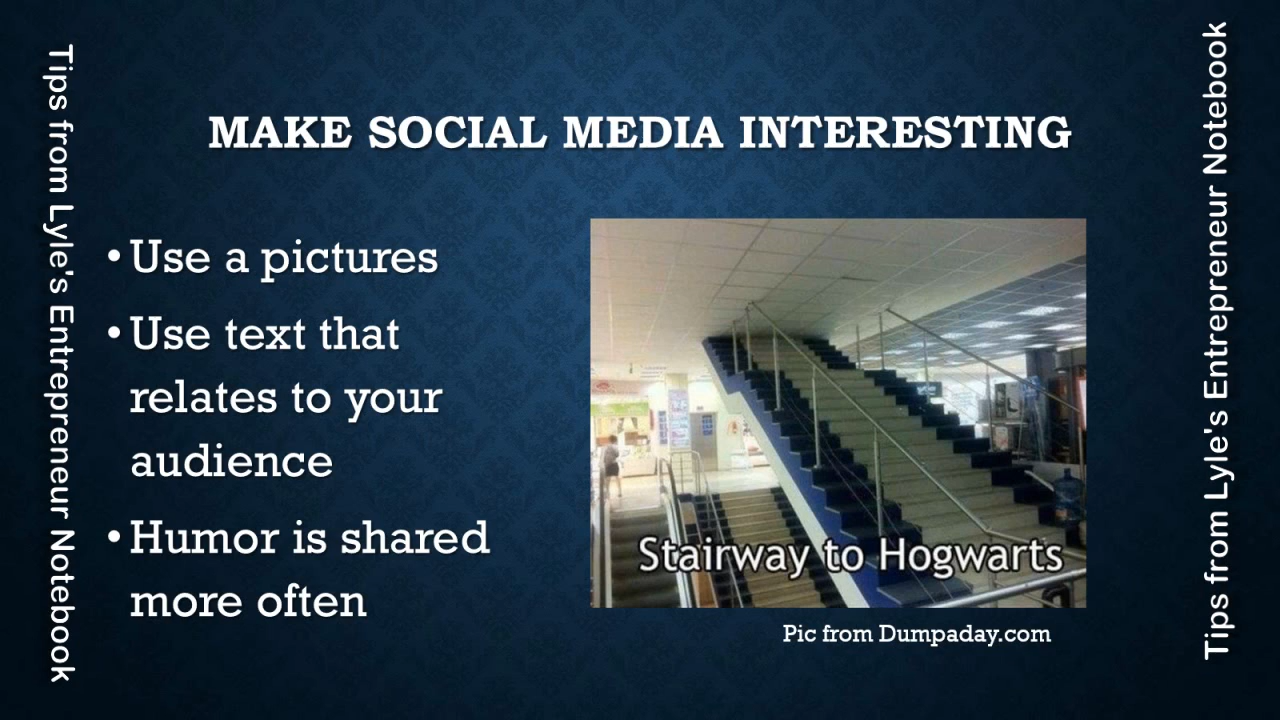 Tips from Lyle's Entrepreneur Notebook
MAKE SOCIAL MEDIA INTERESTING
• Use a pictures
• Use text that
relates to your
audience
• Humor is shared
more often
Stairway to Hogwarts
Pic from Dumpaday.com
Tips from Lyle's Entrepreneur Notebook